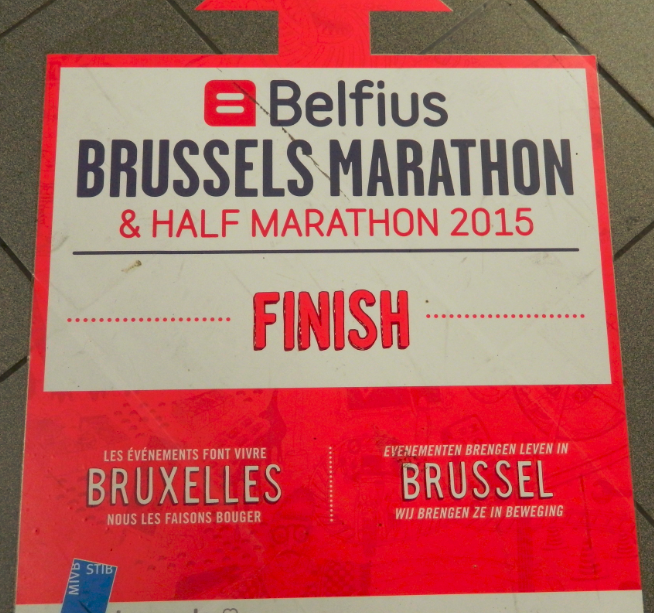 Belfius
BRUSSELS MARATHON
& HALF MARATHON 2015
FINISH
LES ÉVÉNEMENTS FONT VIVRE
BRUXELLES
NOUS LES FAISONS BOUGER
EVENEMENTEN BRENGEN LEVEN IN
BRUSSEL
WIJ BRENGEN ZE IN BEWEGING
MIVB
STIB